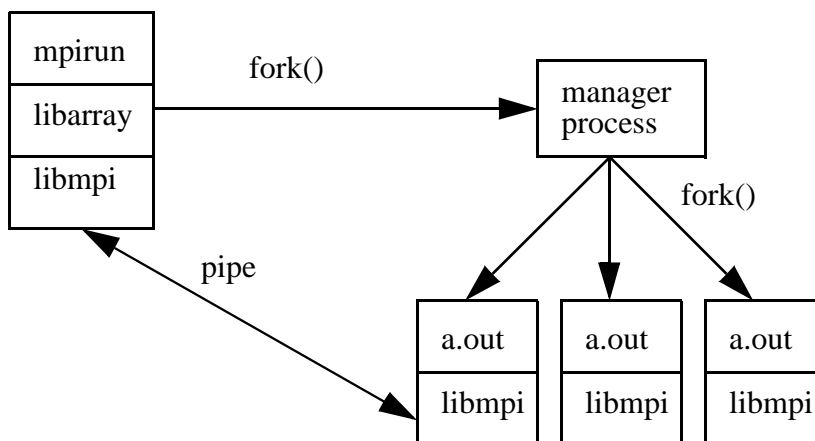 mpirun
libarray
libmpi
fork()
manager
process
fork()
pipe
a.out
a.out
a.out
libmpi
libmpi
libmpi